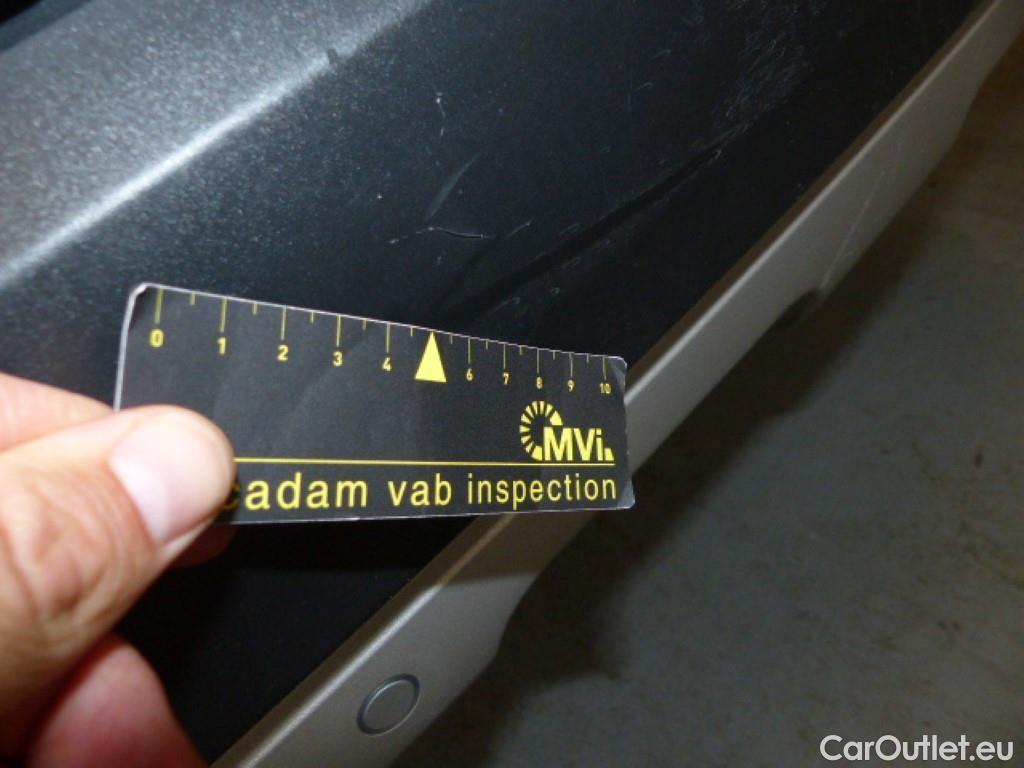 0 1 2 3 4 6 7 8 9 10
MVi
adam vab inspection
CarOutlet.eu